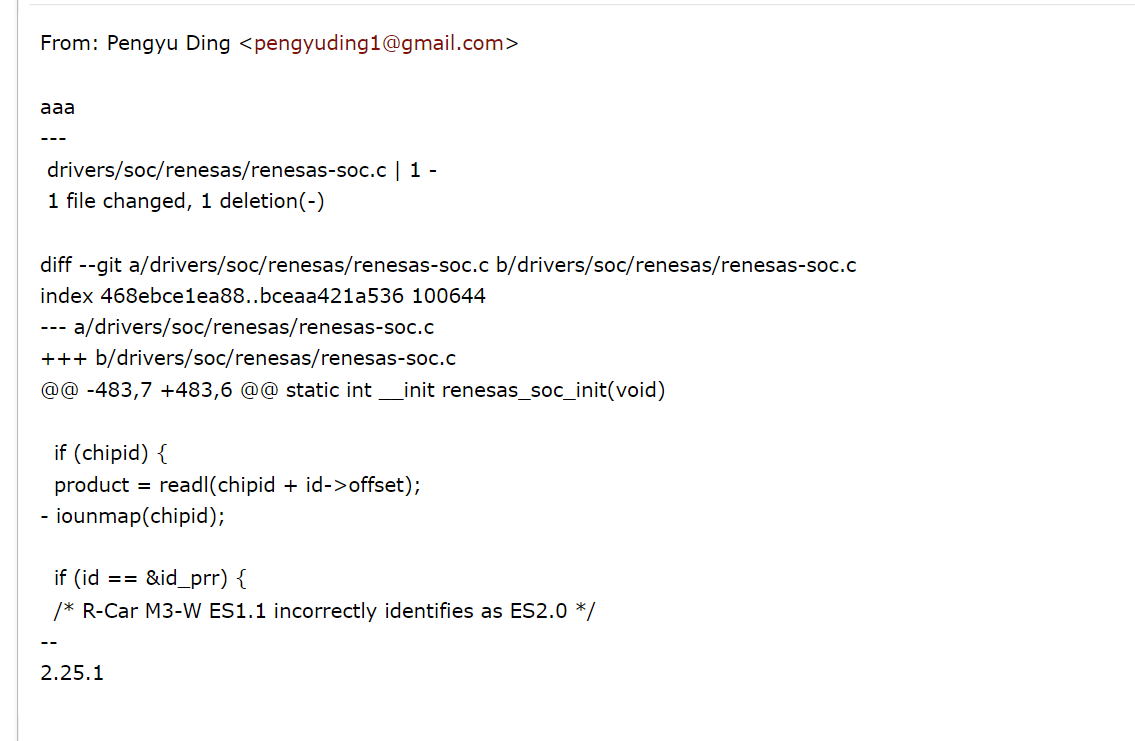 From: Pengyu Ding <pengyuding1@gmail.com>
aaa
---
drivers/soc/renesas/renesas-soc.c | 1 -
1 file changed, 1 deletion(-)
diff --git a/drivers/soc/renesas/renesas-soc.c b/drivers/soc/renesas/renesas-soc.c
index 468ebce1ea88..bceaa421a536 100644
--- a/drivers/soc/renesas/renesas-soc.c
+++ b/drivers/soc/renesas/renesas-soc.c
@@ -483,7 +483,6 @@ static int __init renesas_soc_init(void)
if (chipid) {
product = readl(chipid + id->offset);
- iounmap(chipid);
if (id == &id_prr) {
/* R-Car M3-W ES1.1 incorrectly identifies as ES2.0 */
--
2.25.1